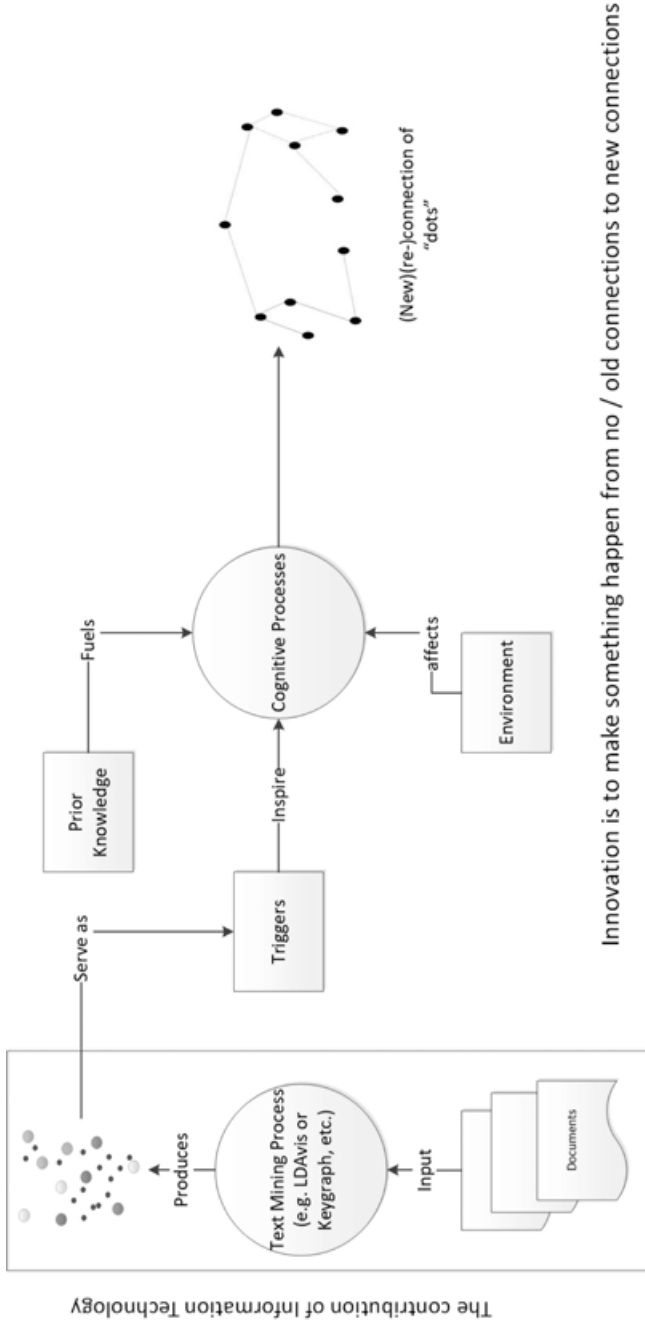 The contribution of Information Technology
Documents
Input
Text Mining Process
(e.g. LDAvis or
Keygraph, etc.)
Produces
Serve as
Triggers
Inspire
Prior
Knowledge
Fuels
Cognitive Processes
affects
Environment
(New)(re-)connection of
“dots”
Innovation is to make something happen from no / old connections to new connections